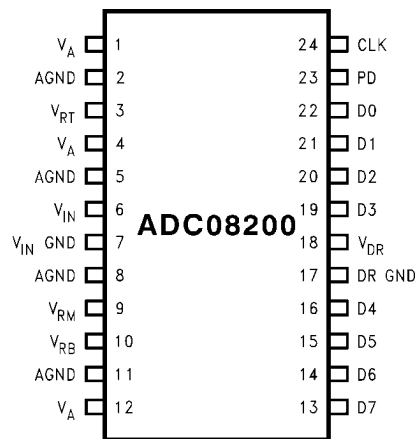 V_A 1 24 CLK
AGND 2 23 PD
V_RT 3 22 D0
V_A 4 21 D1
AGND 5 20 D2
V_IN 6 19 D3
ADC08200
V_IN GND 7 18 V_DR
AGND 8 17 DR GND
V_RM 9 16 D4
V_RB 10 15 D5
AGND 11 14 D6
V_A 12 13 D7